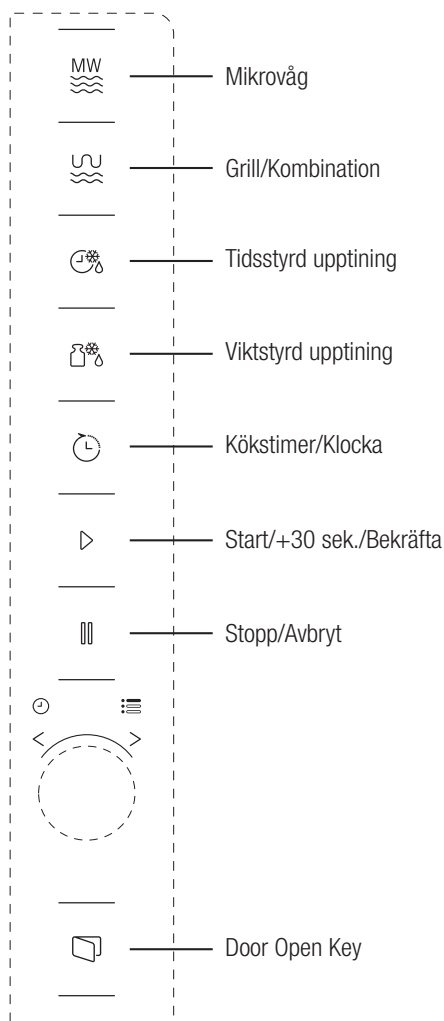 MW
Mikrovåg
Grill/Kombination
Tidsstyrd upptining
Viktstyrd upptining
Kökstimer/Klocka
Start/+30 sek./Bekräfta
Stopp/Avbryt
Door Open Key